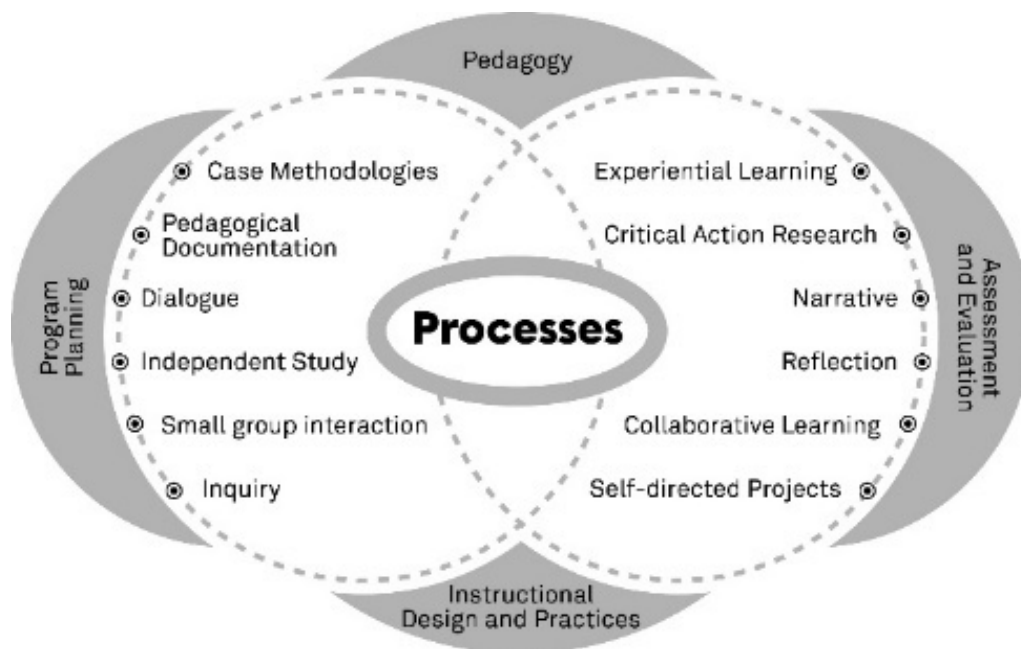 Pedagogy
Case Methodologies
Pedagogical
Documentation
Dialogue
Independent Study
Small group interaction
Inquiry
Processes
Experiential Learning
Critical Action Research
Narrative
Reflection
Collaborative Learning
Self-directed Projects
Program
Planning
Assessment
and Evaluation
Instructional
Design and Practices